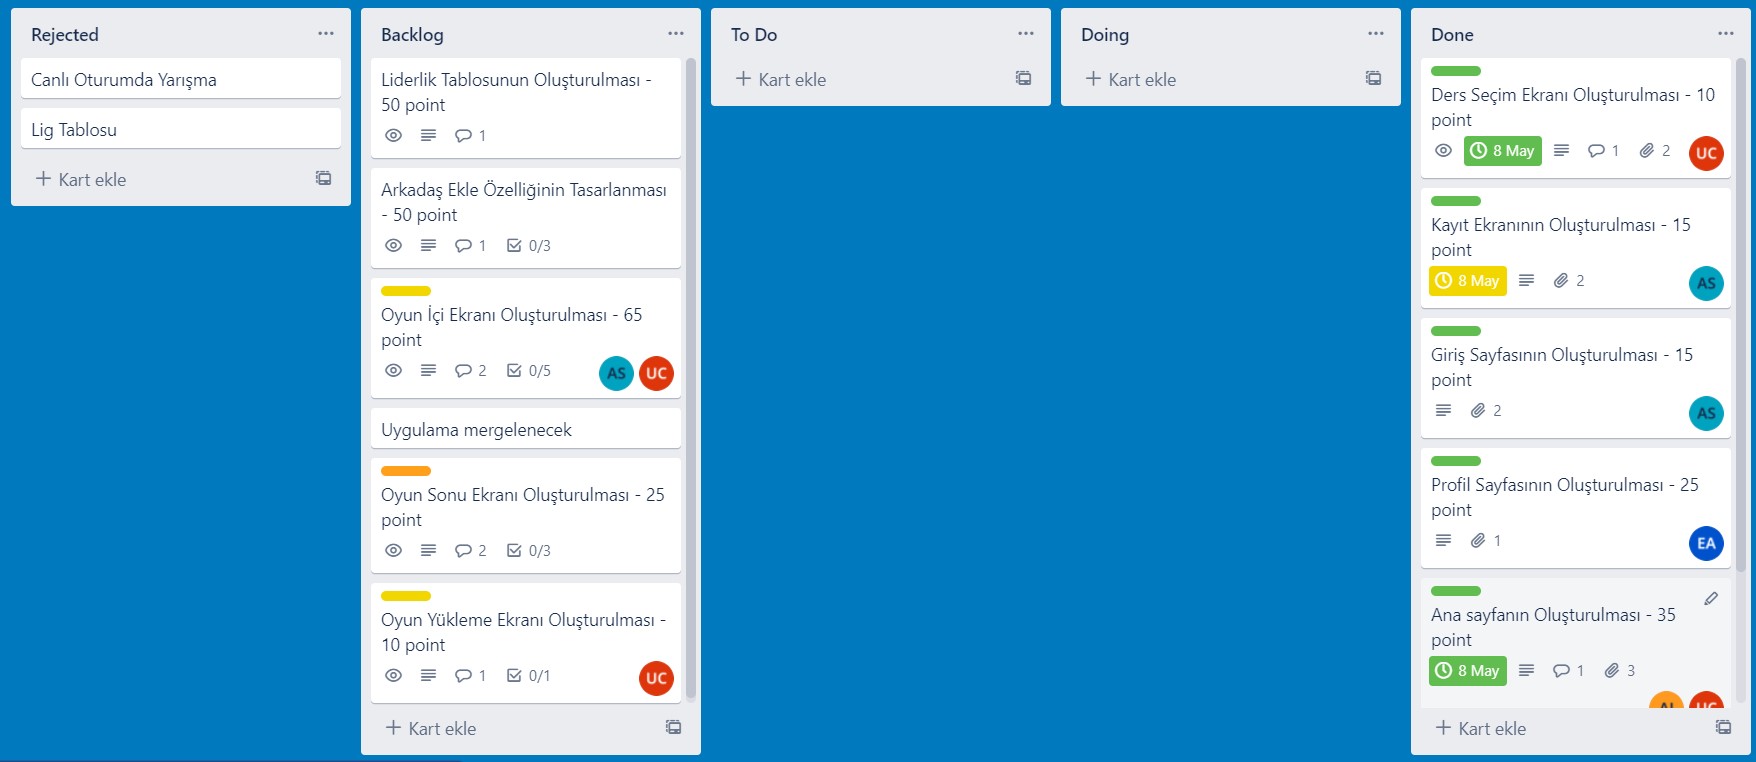 Rejected
Canlı Oturumda Yarışma
Lig Tablosu
Kart ekle
Backlog
Liderlik Tablosunun Oluşturulması -
50 point
1
Arkadaş Ekle Özelliğinin Tasarlanması
- 50 point
1 0/3
Oyun İçi Ekranı Oluşturulması - 65
point
2 0/5 AS UC
Uygulama mergelenecek
Oyun Sonu Ekranı Oluşturulması - 25
point
2 0/3
Oyun Yükleme Ekranı Oluşturulması -
10 point
1 0/1 UC
Kart ekle
To Do
Kart ekle
Doing
Kart ekle
Done
Ders Seçim Ekranı Oluşturulması - 10
point
8 May 1 2 UC
Kayıt Ekranının Oluşturulması - 15
point
8 May 2 AS
Giriş Sayfasının Oluşturulması - 15
point
2 AS
Profil Sayfasının Oluşturulması - 25
point
1 EA
Ana sayfanın Oluşturulması - 35
point
8 May 1 3
UC
Kart ekle